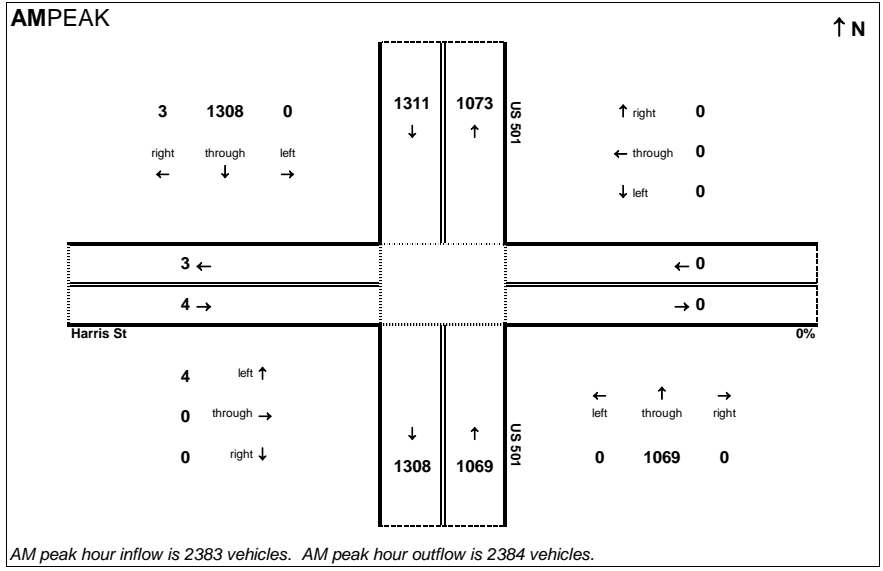 AMPEAK
↑ N
3 1308 0
right through left
← ↓ →
1311 1073
↓ ↑
US 501
↑ right 0
← through 0
↓ left 0
3 ←
4 →
← 0
→ 0
Harris St
0%
4 left ↑
0 through →
0 right ↓
↓ ↑
1308 1069
US 501
← ↑ →
left through right
0 1069 0
AM peak hour inflow is 2383 vehicles. AM peak hour outflow is 2384 vehicles.